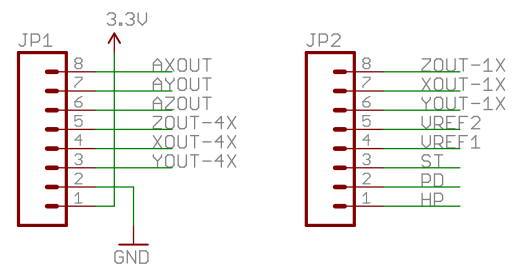 3.3V
JP1
8 AXOUT
7 AYOUT
6 AZOUT
5 ZOUT-4X
4 XOUT-4X
3 YOUT-4X
2
1
GND
JP2
8 ZOUT-1X
7 XOUT-1X
6 YOUT-1X
5 VREF2
4 VREF1
3 ST
2 PD
1 HP